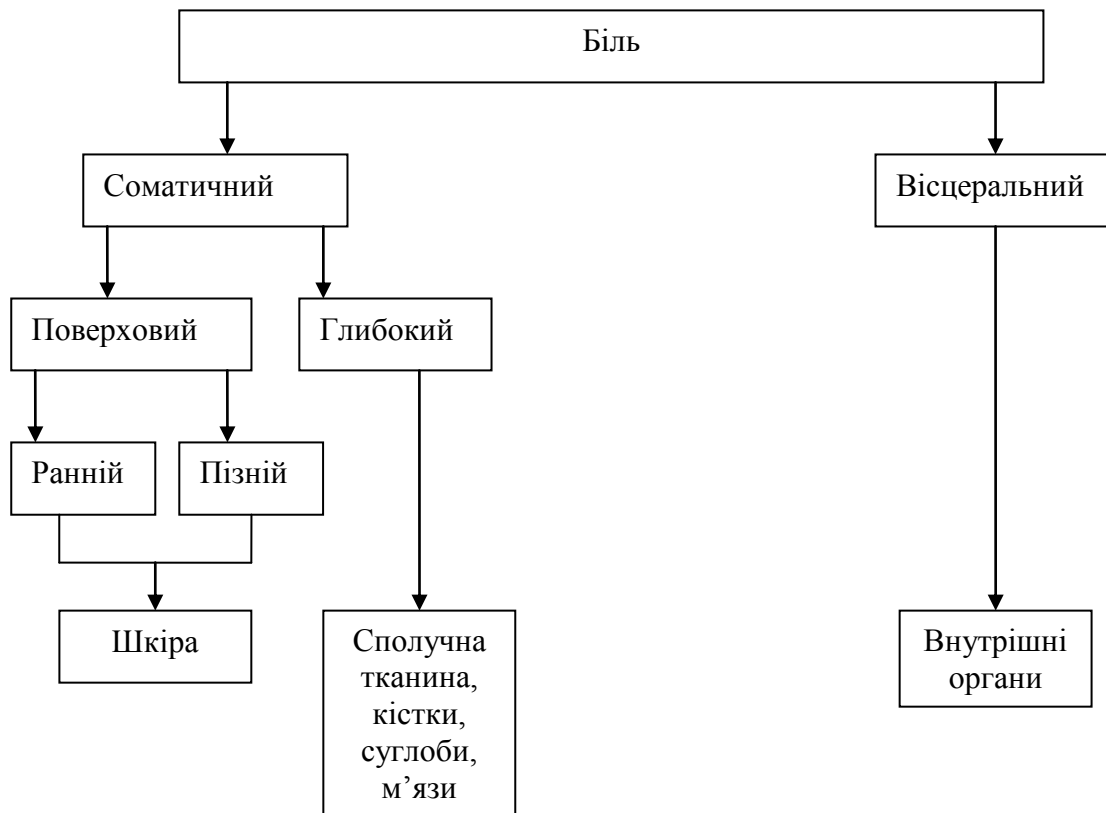 Біль
Соматичний
Вісцеральний
Поверховий
Глибокий
Ранній
Пізній
Шкіра
Сполучна
тканина,
кістки,
суглоби,
м’язи
Внутрішні
органи